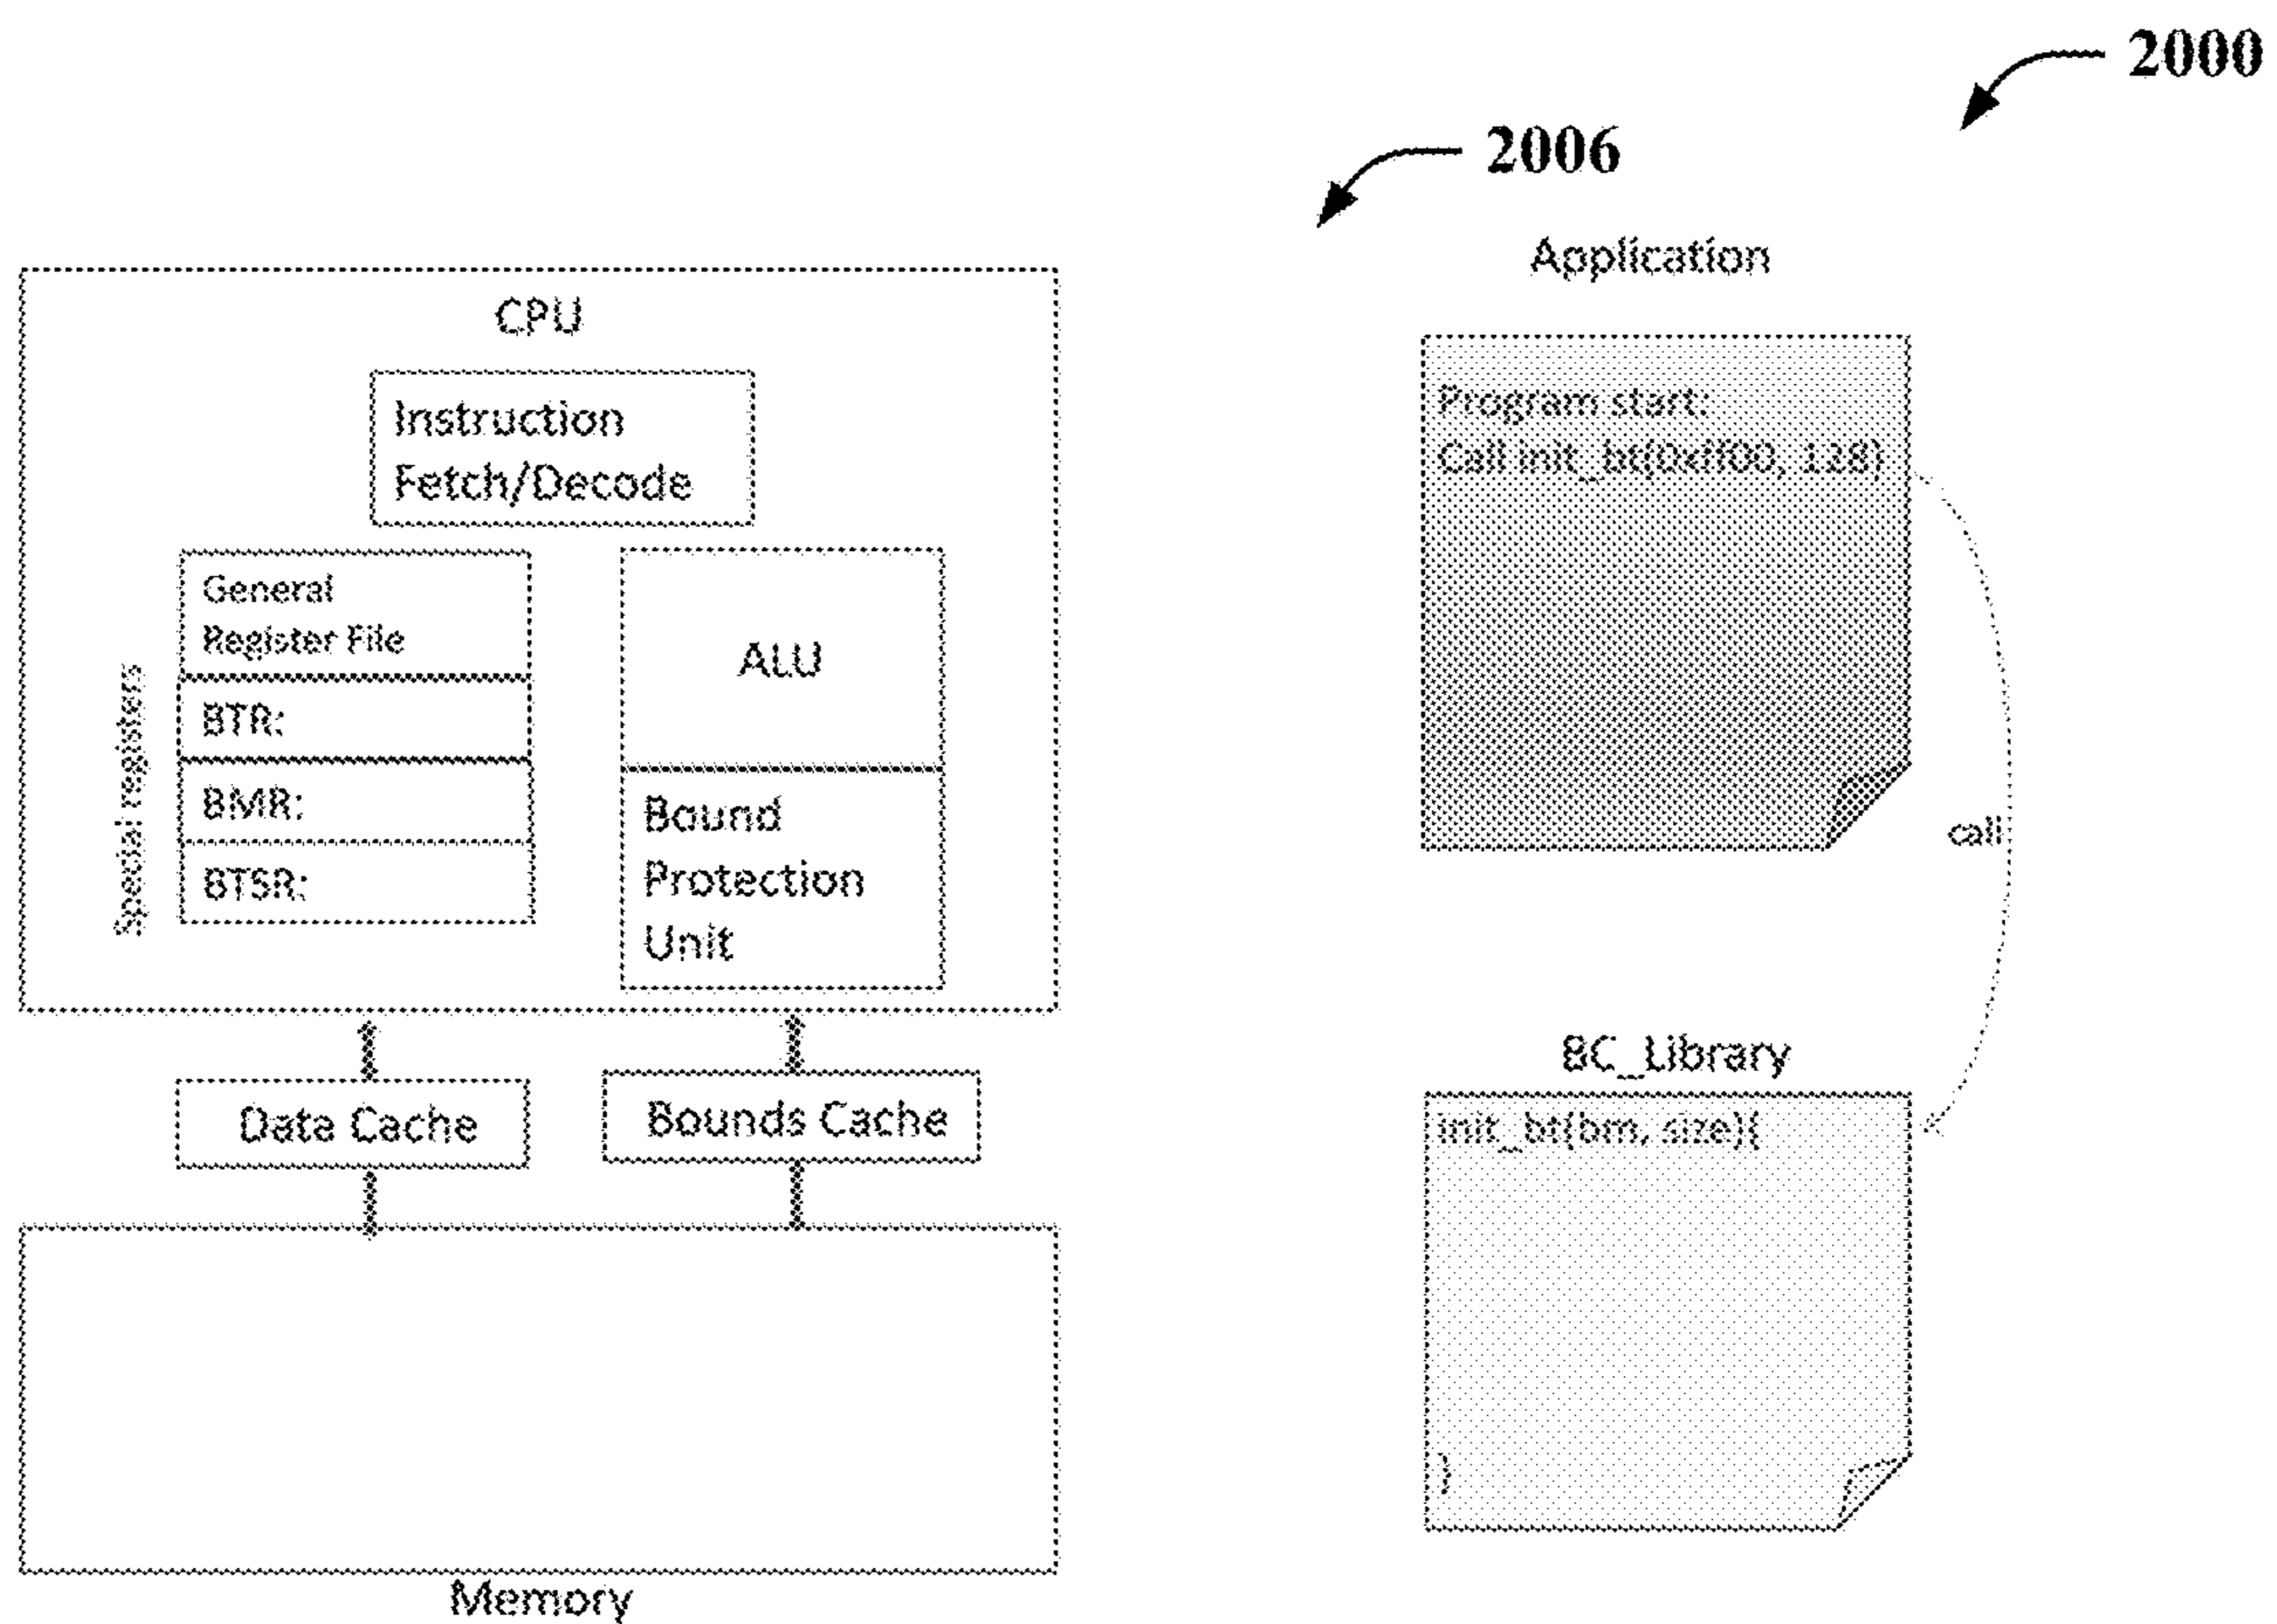 2000
2006
CPU
Instruction
Fetch/Decode
General
Register File
Special registers
BTR:
BMR:
BTSR:
ALU
Bound
Protection
Unit
Data Cache
Bounds Cache
Memory
Application
Program start:
Call init_bt(0xff00, 128)
call
BC_Library
init_bt(bm, size){
}